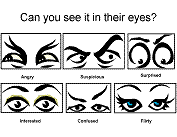 Can you see it in their eyes?
Angry Suspicious Surprised
Interested Confused Flirty